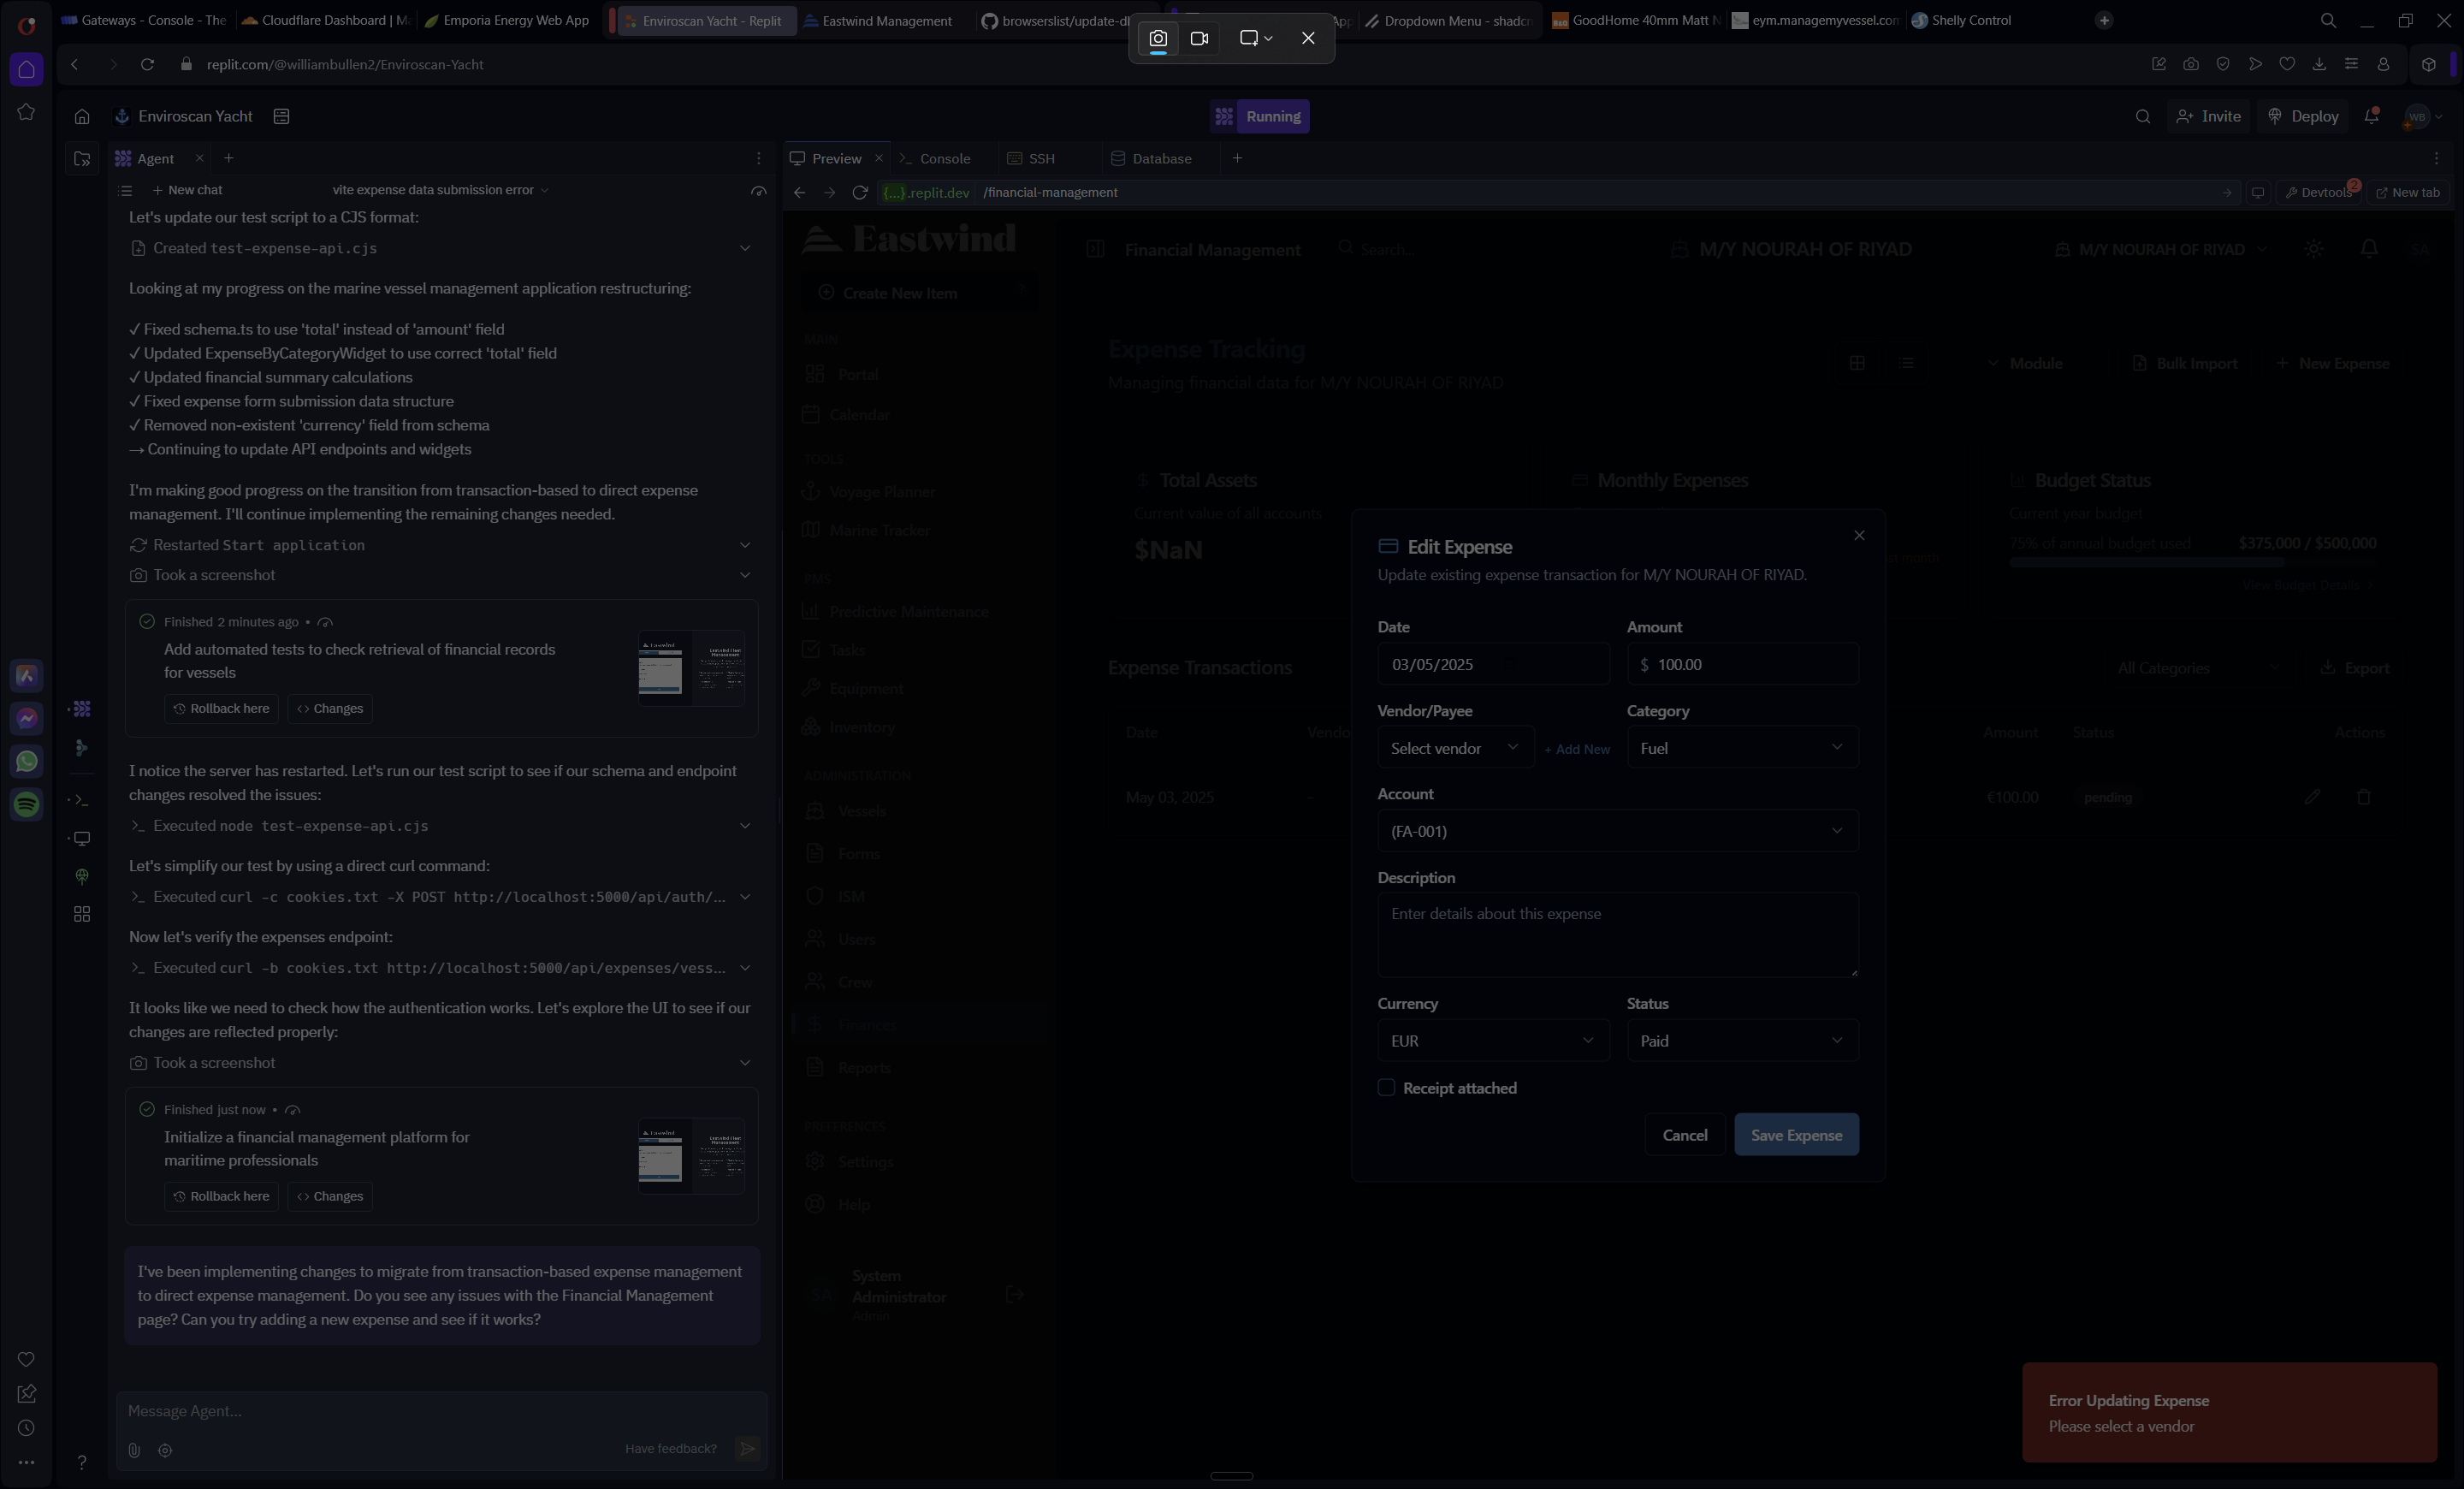 Gateways - Console - The
Cloudflare Dashboard | Ma
Emporia Energy Web App
Enviroscan Yacht - Replit
Eastwind Management
browserslist/update-d
App
Dropdown Menu - shadcn
GoodHome 40mm Matt N
eym.managemyvessel.com
Shelly Control
replit.com/@williambullen2/Enviroscan-Yacht
Enviroscan Yacht
Running
Invite
Deploy
WB
Agent
Preview
Console
SSH
Database
New chat
vite expense data submission error
{...}.replit.dev
/financial-management
Devtools
2
New tab
Let's update our test script to a CJS format:
Created test-expense-api.cjs
Looking at my progress on the marine vessel management application restructuring:
✓ Fixed schema.ts to use 'total' instead of 'amount' field
✓ Updated ExpenseByCategoryWidget to use correct 'total' field
✓ Updated financial summary calculations
✓ Fixed expense form submission data structure
✓ Removed non-existent 'currency' field from schema
→ Continuing to update API endpoints and widgets
I'm making good progress on the transition from transaction-based to direct expense
management. I'll continue implementing the remaining changes needed.
Restarted Start application
Took a screenshot
Finished 2 minutes ago •
Add automated tests to check retrieval of financial records
for vessels
Rollback here
<> Changes
I notice the server has restarted. Let's run our test script to see if our schema and endpoint
changes resolved the issues:
Executed node test-expense-api.cjs
Let's simplify our test by using a direct curl command:
Executed curl -c cookies.txt -X POST http://localhost:5000/api/auth/...
Now let's verify the expenses endpoint:
Executed curl -b cookies.txt http://localhost:5000/api/expenses/vess...
It looks like we need to check how the authentication works. Let's explore the UI to see if our
changes are reflected properly:
Took a screenshot
Finished just now •
Initialize a financial management platform for
maritime professionals
Rollback here
<> Changes
I've been implementing changes to migrate from transaction-based expense management
to direct expense management. Do you see any issues with the Financial Management
page? Can you try adding a new expense and see if it works?
Message Agent...
Have feedback?
?
Eastwind
Create New Item
MAIN
Portal
Calendar
TOOLS
Voyage Planner
Marine Tracker
PMS
Predictive Maintenance
Tasks
Equipment
Inventory
ADMINISTRATION
Vessels
Forms
ISM
Users
Crew
Finances
Reports
PREFERENCES
Settings
Help
SA
System
Administrator
Admin
Financial Management
Search...
M/Y NOURAH OF RIYAD
M/Y NOURAH OF RIYAD
SA
Expense Tracking
Managing financial data for M/Y NOURAH OF RIYAD
Module
Bulk Import
+ New Expense
$ Total Assets
Current value of all accounts
$NaN
Monthly Expenses
Budget Status
Current year budget
75% of annual budget used
$375,000 / $500,000
View Budget Details
Expense Transactions
All Categories
Export
Date
Vendo
Amount
Status
Actions
May 03, 2025
-
€100.00
pending
Edit Expense
Update existing expense transaction for M/Y NOURAH OF RIYAD.
Date
Amount
03/05/2025
$ 100.00
Vendor/Payee
Category
Select vendor
+ Add New
Fuel
Account
(FA-001)
Description
Enter details about this expense
Currency
Status
EUR
Paid
Receipt attached
Cancel
Save Expense
Error Updating Expense
Please select a vendor